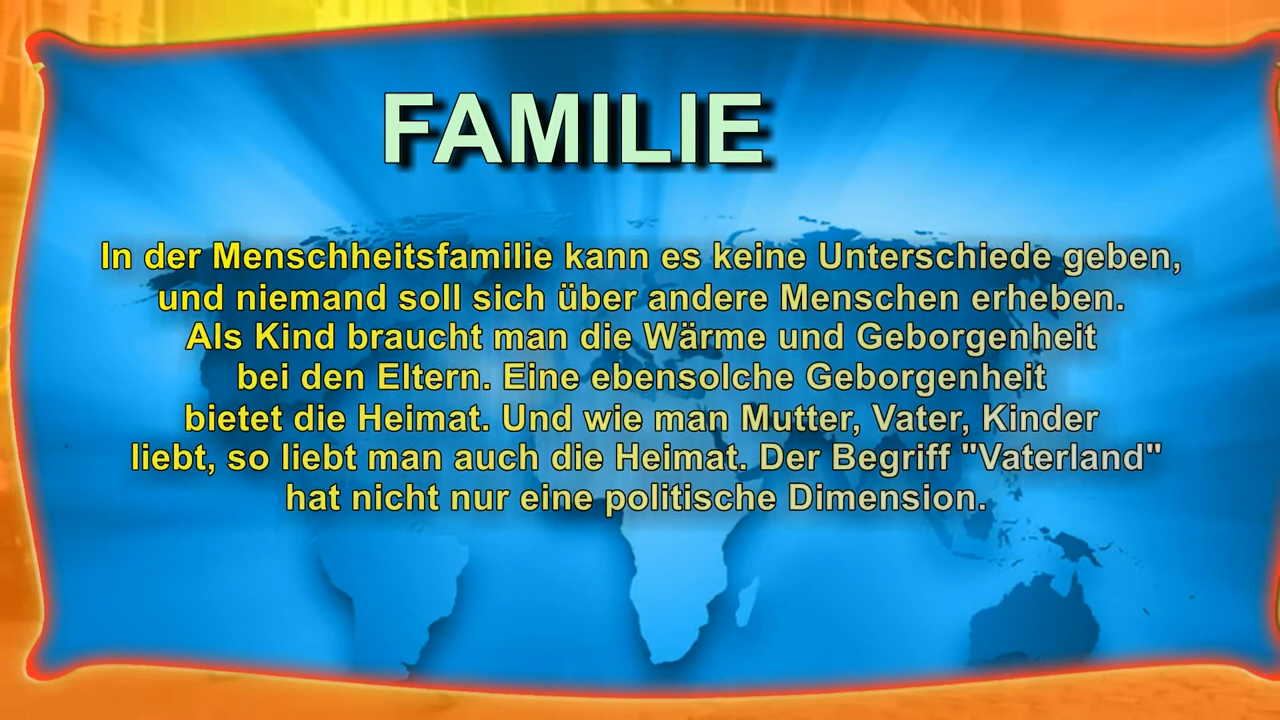 FAMILIE
In der Menschheitsfamilie kann es keine Unterschiede geben,
und niemand soll sich über andere Menschen erheben.
Als Kind braucht man die Wärme und Geborgenheit
bei den Eltern. Eine ebensolche Geborgenheit
bietet die Heimat. Und wie man Mutter, Vater, Kinder
liebt, so liebt man auch die Heimat. Der Begriff "Vaterland"
hat nicht nur eine politische Dimension.